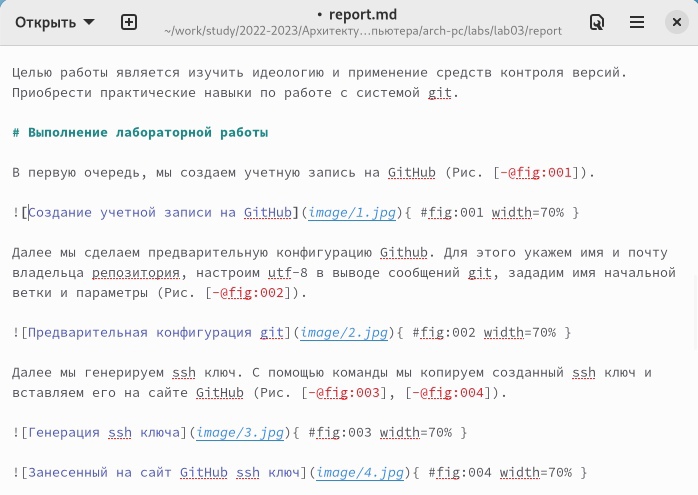 Открыть
• report.md
~/work/study/2022-2023/Архитекту…пьютера/arch-pc/labs/lab03/report
Целью работы является изучить идеологию и применение средств контроля версий.
Приобрести практические навыки по работе с системой git.
# Выполнение лабораторной работы
В первую очередь, мы создаем учетную запись на GitHub (Рис. [-@fig:001]).
![Создание учетной записи на GitHub](image/1.jpg){ #fig:001 width=70% }
Далее мы сделаем предварительную конфигурацию Github. Для этого укажем имя и почту
владельца репозитория, настроим utf-8 в выводе сообщений git, зададим имя начальной
ветки и параметры (Рис. [-@fig:002]).
![Предварительная конфигурация git](image/2.jpg){ #fig:002 width=70% }
Далее мы генерируем ssh ключ. С помощью команды мы копируем созданный ssh ключ и
вставляем его на сайте GitHub (Рис. [-@fig:003], [-@fig:004]).
![Генерация ssh ключа](image/3.jpg){ #fig:003 width=70% }
![Занесенный на сайт GitHub ssh ключ](image/4.jpg){ #fig:004 width=70% }